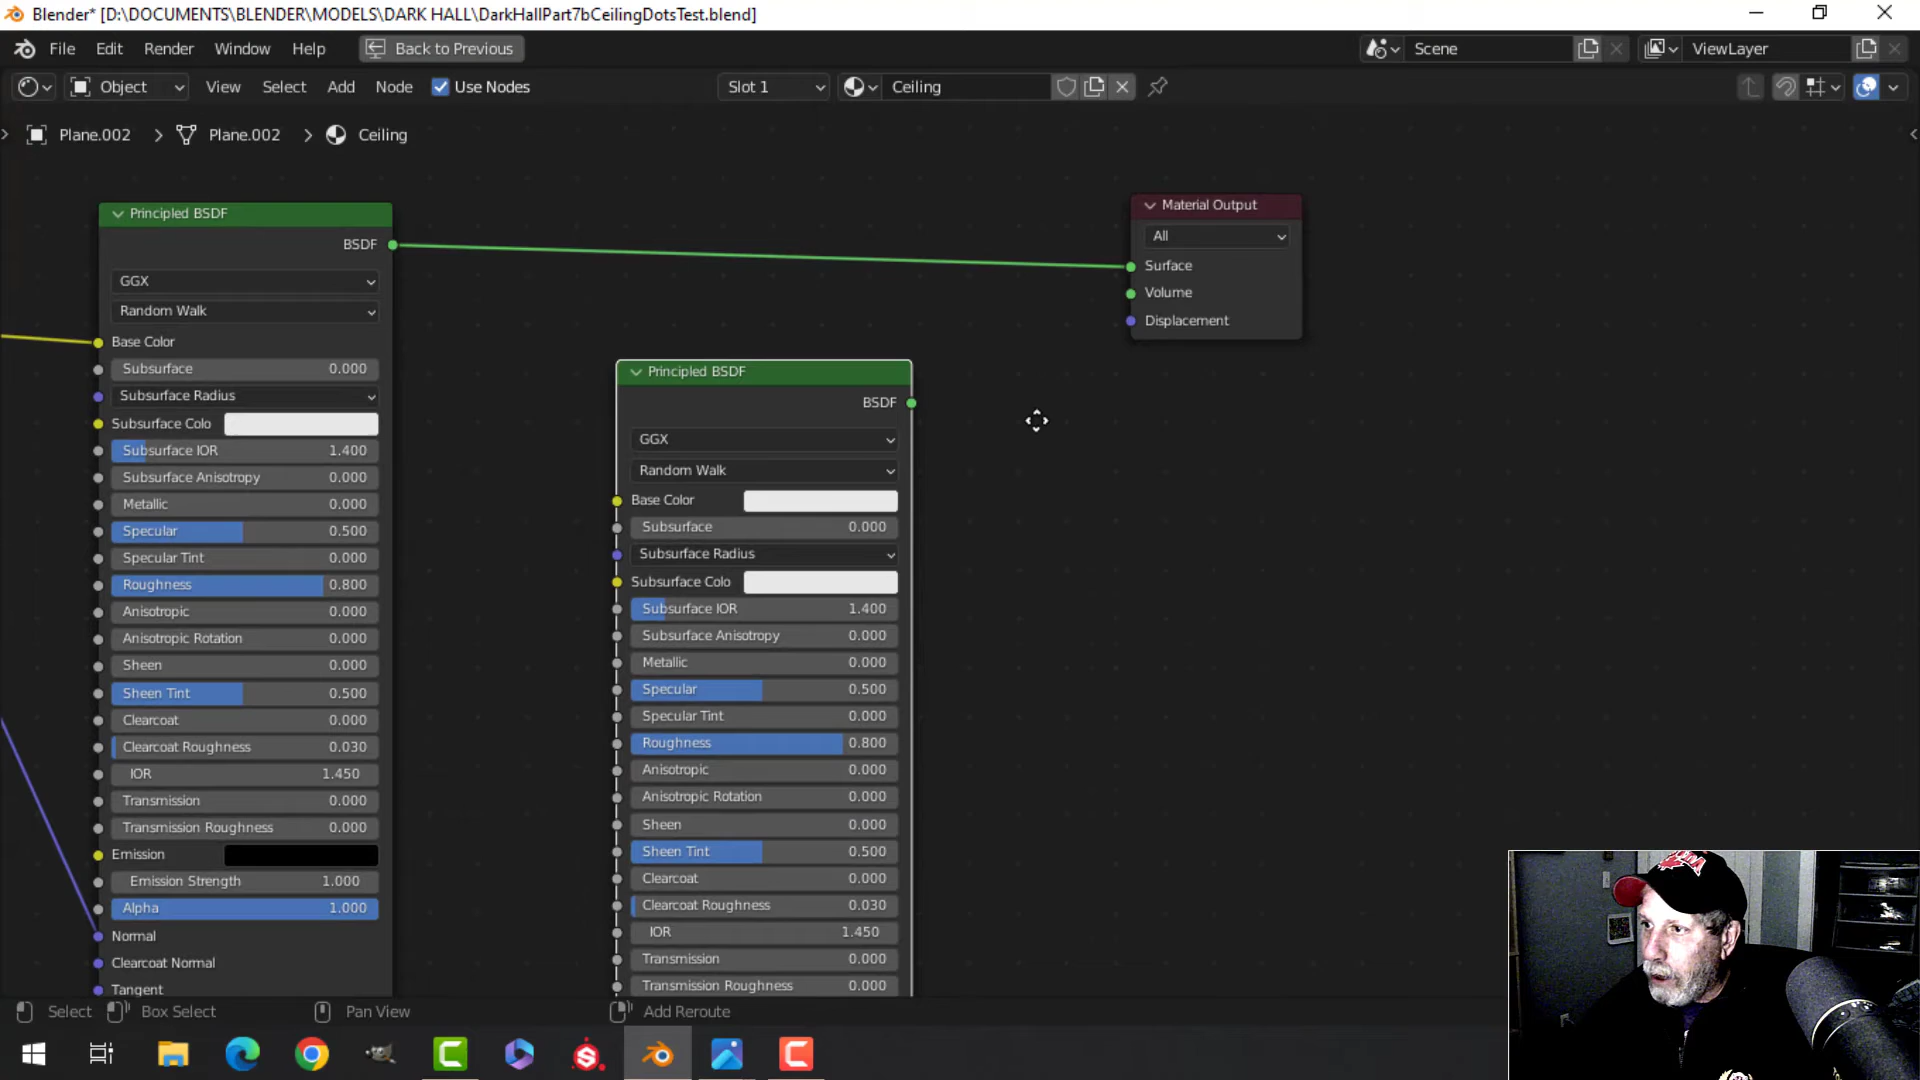 Blender* [D:\DOCUMENTS\BLENDER\MODELS\DARK HALL\DarkHallPart7bCeilingDotsTest.blend]
File Edit Render Window Help Back to Previous Scene ViewLayer
Object View Select Add Node Use Nodes Slot 1 Ceiling
Plane.002 > Plane.002 > Ceiling
Principled BSDF
BSDF
GGX
Random Walk
Base Color
Subsurface 0.000
Subsurface Radius
Subsurface Colo
Subsurface IOR 1.400
Subsurface Anisotropy 0.000
Metallic 0.000
Specular 0.500
Specular Tint 0.000
Roughness 0.800
Anisotropic 0.000
Anisotropic Rotation 0.000
Sheen 0.000
Sheen Tint 0.500
Clearcoat 0.000
Clearcoat Roughness 0.030
IOR 1.450
Transmission 0.000
Transmission Roughness 0.000
Emission
Emission Strength 1.000
Alpha 1.000
Normal
Clearcoat Normal
Tangent
Principled BSDF
BSDF
GGX
Random Walk
Base Color
Subsurface 0.000
Subsurface Radius
Subsurface Colo
Subsurface IOR 1.400
Subsurface Anisotropy 0.000
Metallic 0.000
Specular 0.500
Specular Tint 0.000
Roughness 0.800
Anisotropic 0.000
Anisotropic Rotation 0.000
Sheen 0.000
Sheen Tint 0.500
Clearcoat 0.000
Clearcoat Roughness 0.030
IOR 1.450
Transmission 0.000
Transmission Roughness 0.000
Material Output
All
Surface
Volume
Displacement
Select Box Select Pan View Add Reroute